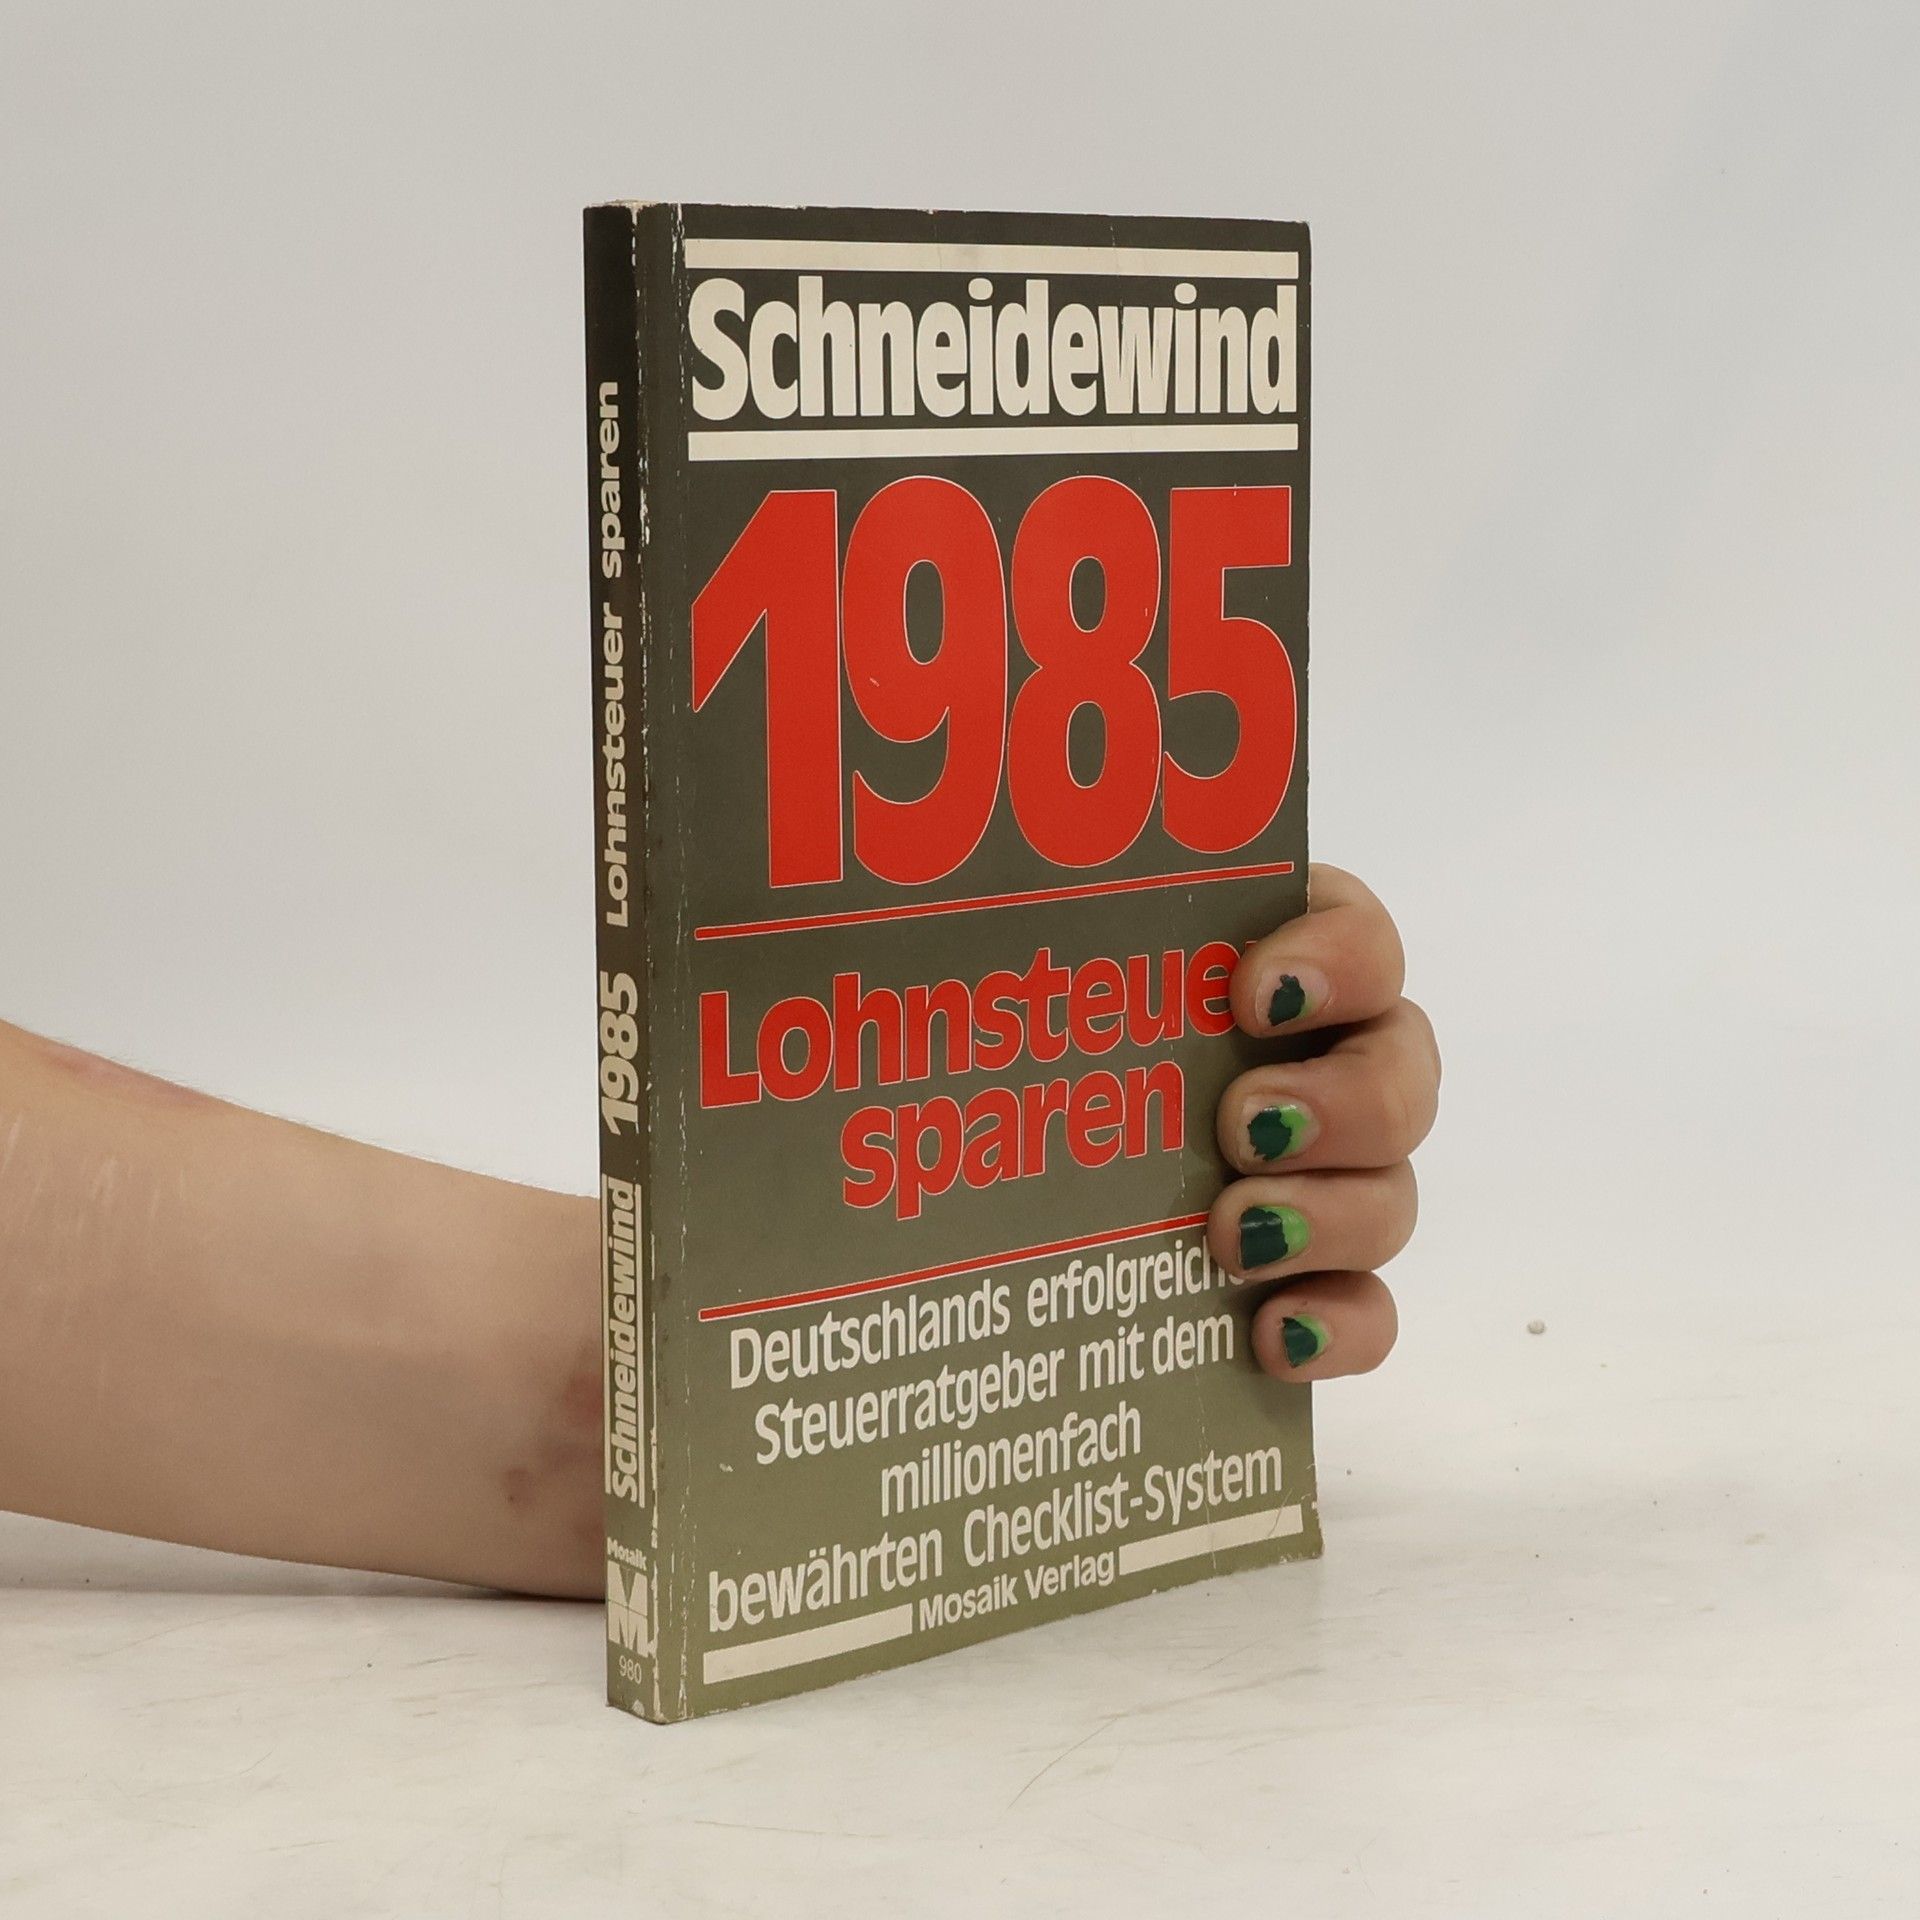 Schneidewind
1985
Lohnsteuer
sparen
Deutschlands
Steuerratgeber mit dem
millionenfach
bewährten Checklist-System
Mosaik Verlag
Schneidewind 1985 Lohnsteuer sparen
Mosaik
M
980